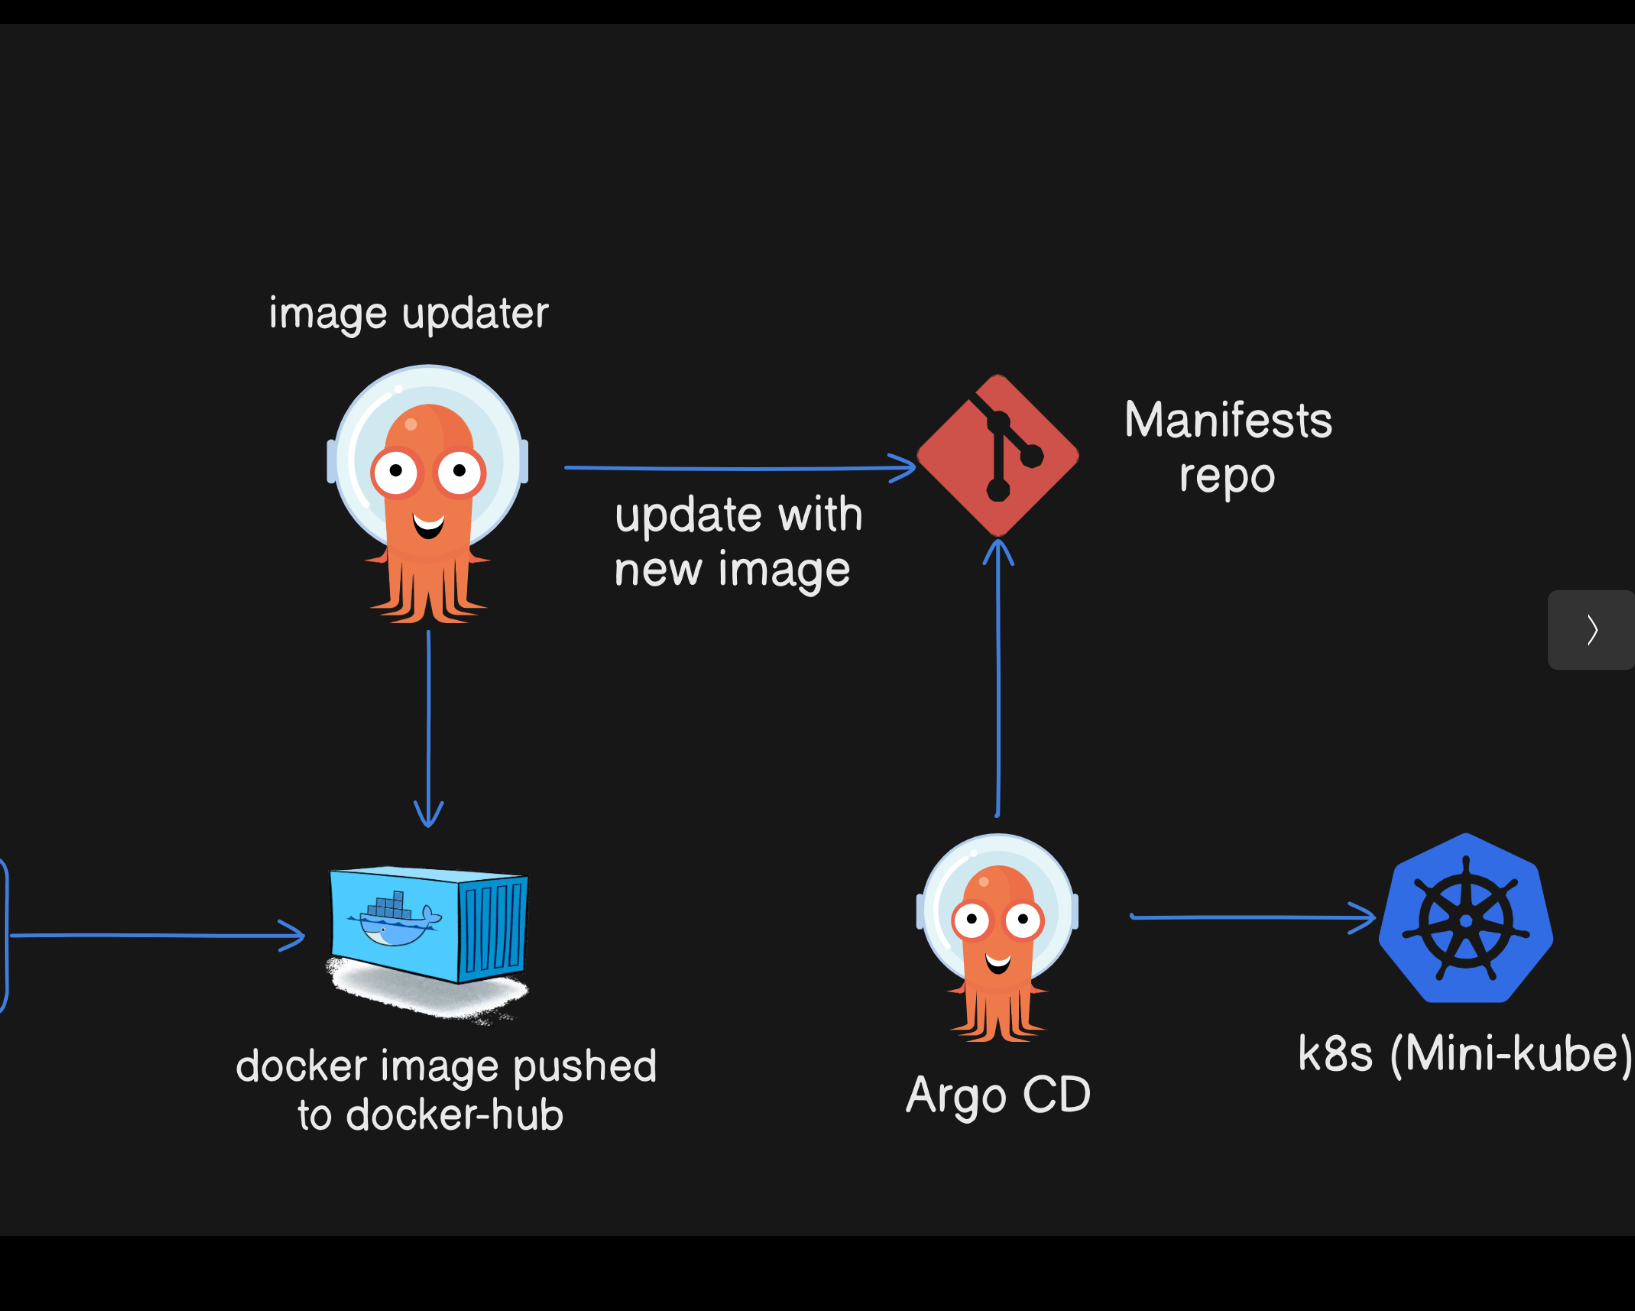 image updater
update with
new image
Manifests
repo
docker image pushed
to docker-hub
Argo CD
k8s (Mini-kube)